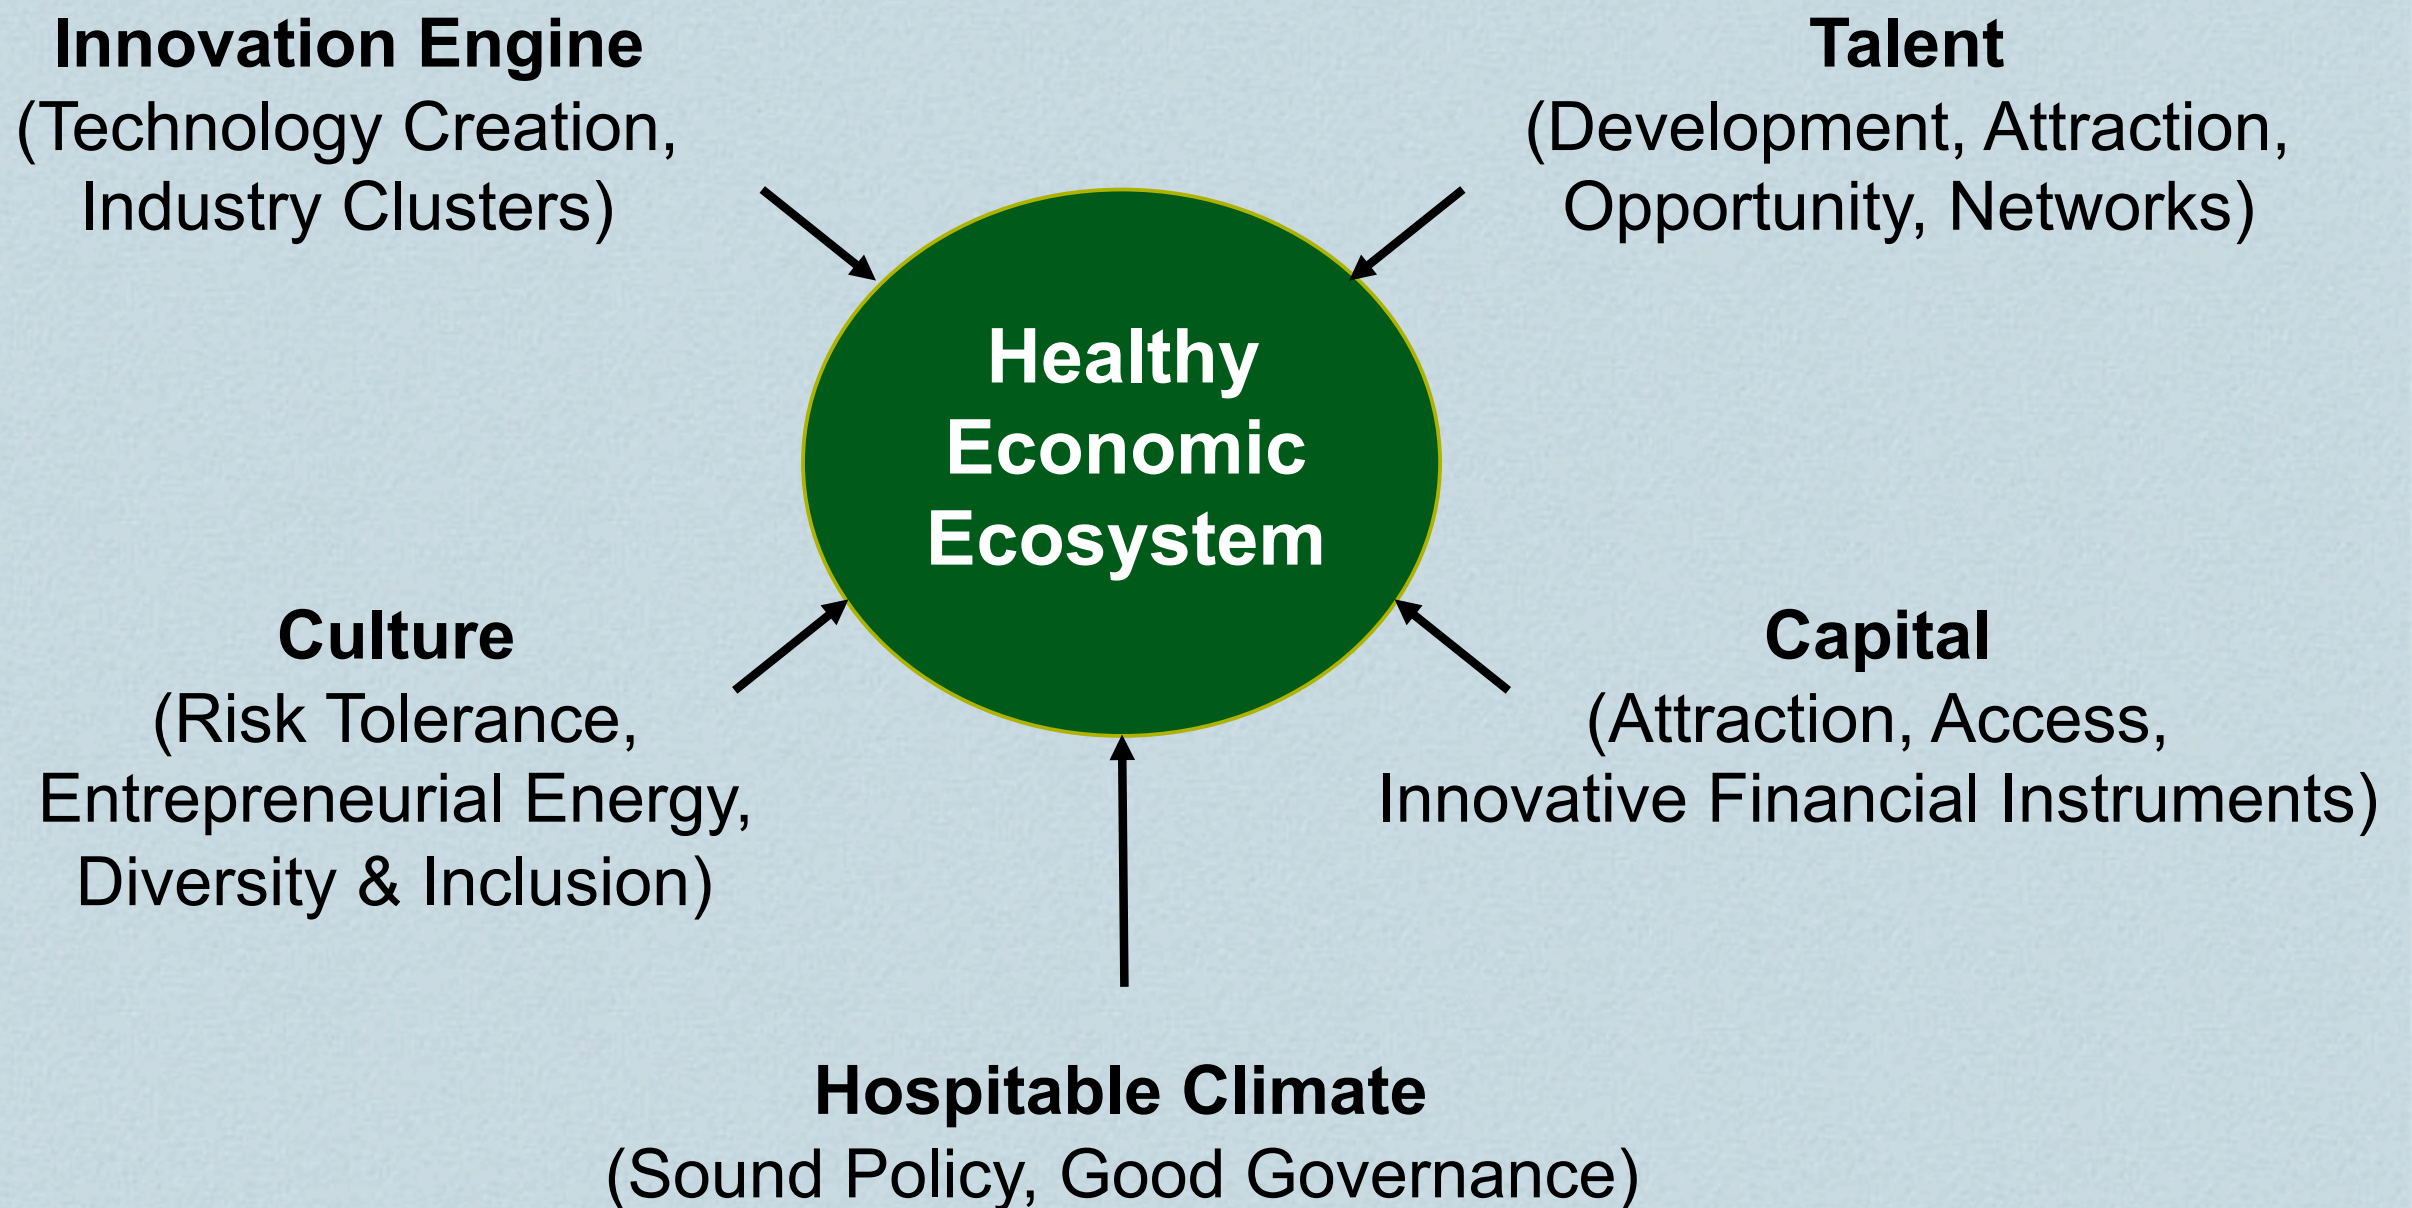 Innovation Engine
(Technology Creation,
Industry Clusters)
Talent
(Development, Attraction,
Opportunity, Networks)
Healthy
Economic
Ecosystem
Culture
(Risk Tolerance,
Entrepreneurial Energy,
Diversity & Inclusion)
Capital
(Attraction, Access,
Innovative Financial Instruments)
Hospitable Climate
(Sound Policy, Good Governance)